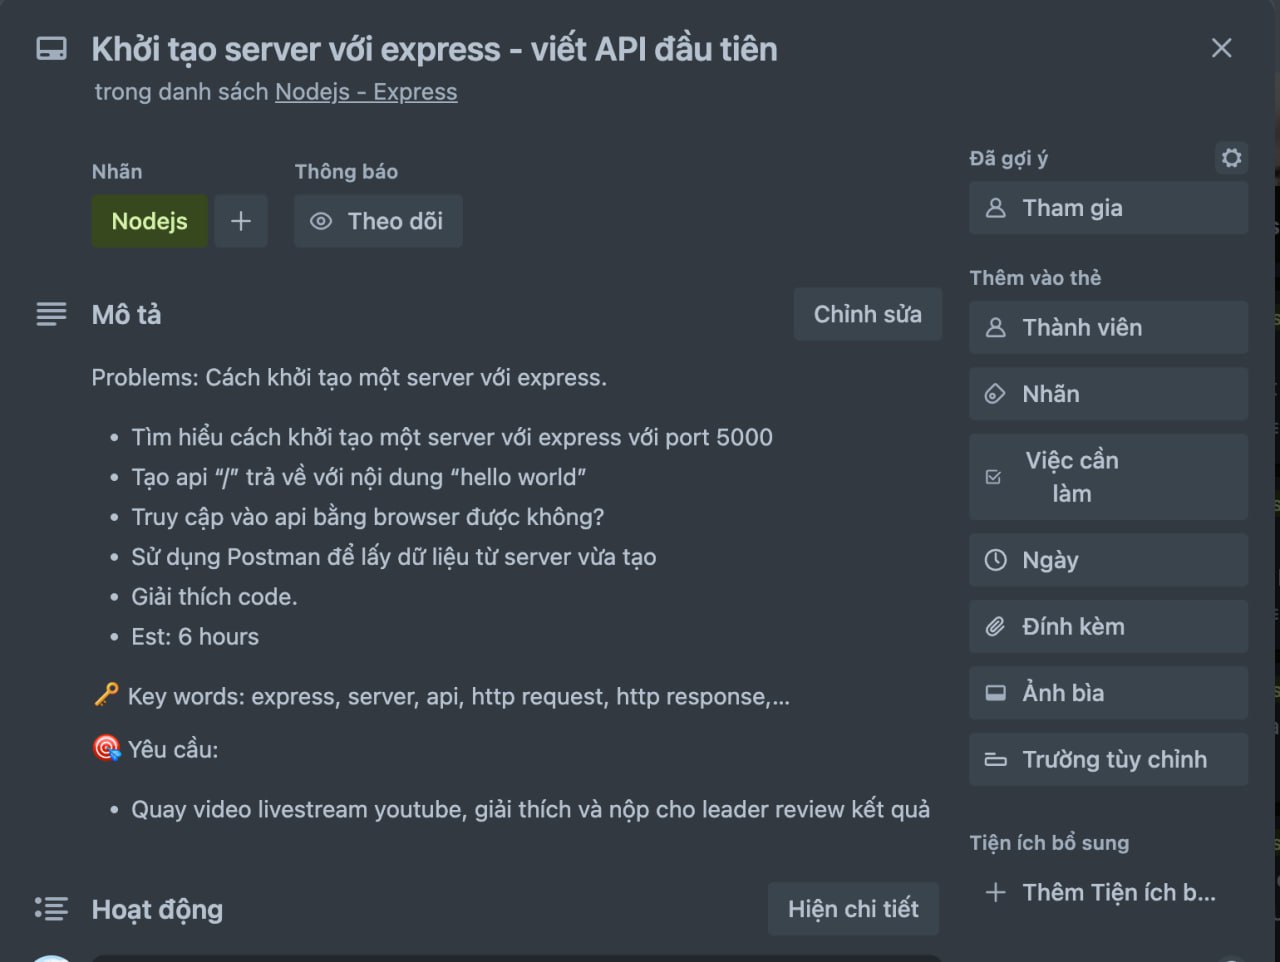 Khởi tạo server với express - viết API đầu tiên
trong danh sách Nodejs - Express
Nhãn
Thông báo
Nodejs
Theo dõi
Mô tả
Chỉnh sửa
Problems: Cách khởi tạo một server với express.
• Tìm hiểu cách khởi tạo một server với express với port 5000
• Tạo api “/” trả về với nội dung “hello world”
• Truy cập vào api bằng browser được không?
• Sử dụng Postman để lấy dữ liệu từ server vừa tạo
• Giải thích code.
• Est: 6 hours
🔑 Key words: express, server, api, http request, http response,...
🎯 Yêu cầu:
• Quay video livestream youtube, giải thích và nộp cho leader review kết quả
Hoạt động
Hiện chi tiết
Đã gợi ý
Tham gia
Thêm vào thẻ
Thành viên
Nhãn
Việc cần
làm
Ngày
Đính kèm
Ảnh bìa
Trường tùy chỉnh
Tiện ích bổ sung
Thêm Tiện ích b...